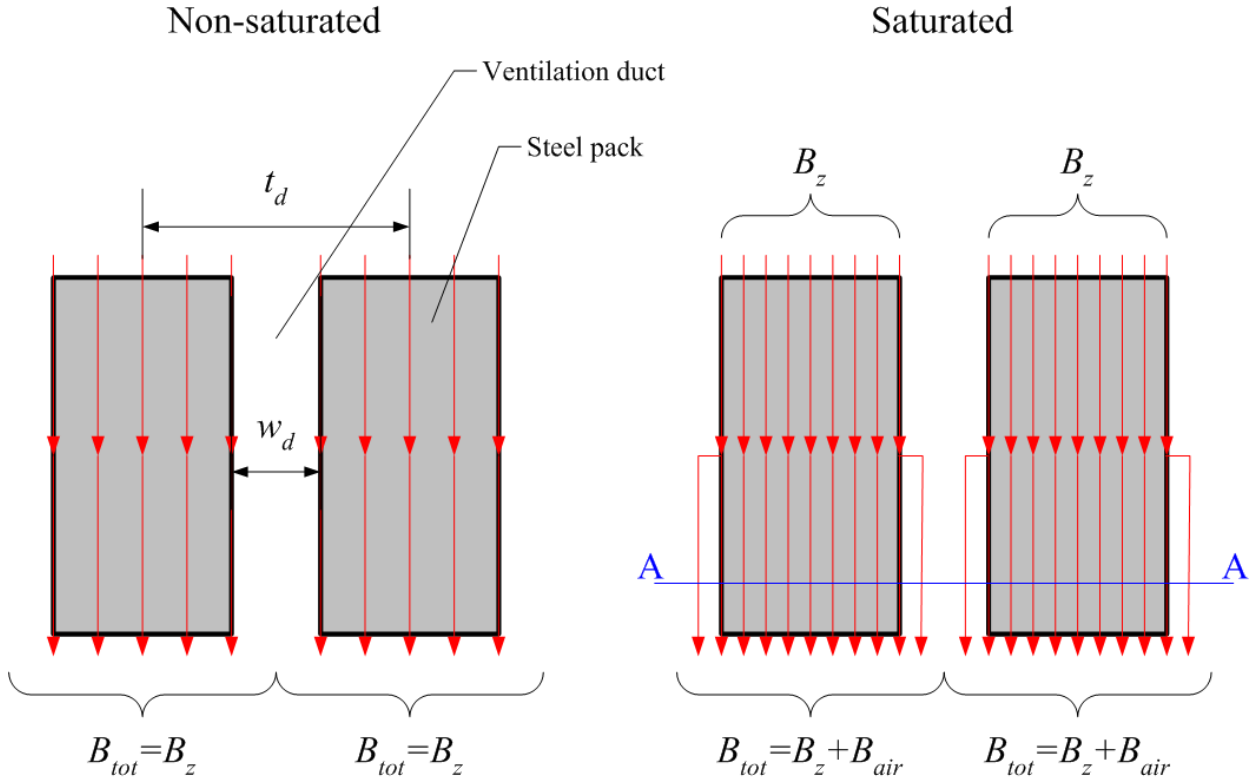 Non-saturated
Saturated
Ventilation duct
Steel pack
t_d
B_z
B_z
w_d
A
A
B_tot=B_z
B_tot=B_z
B_tot=B_z+B_air
B_tot=B_z+B_air